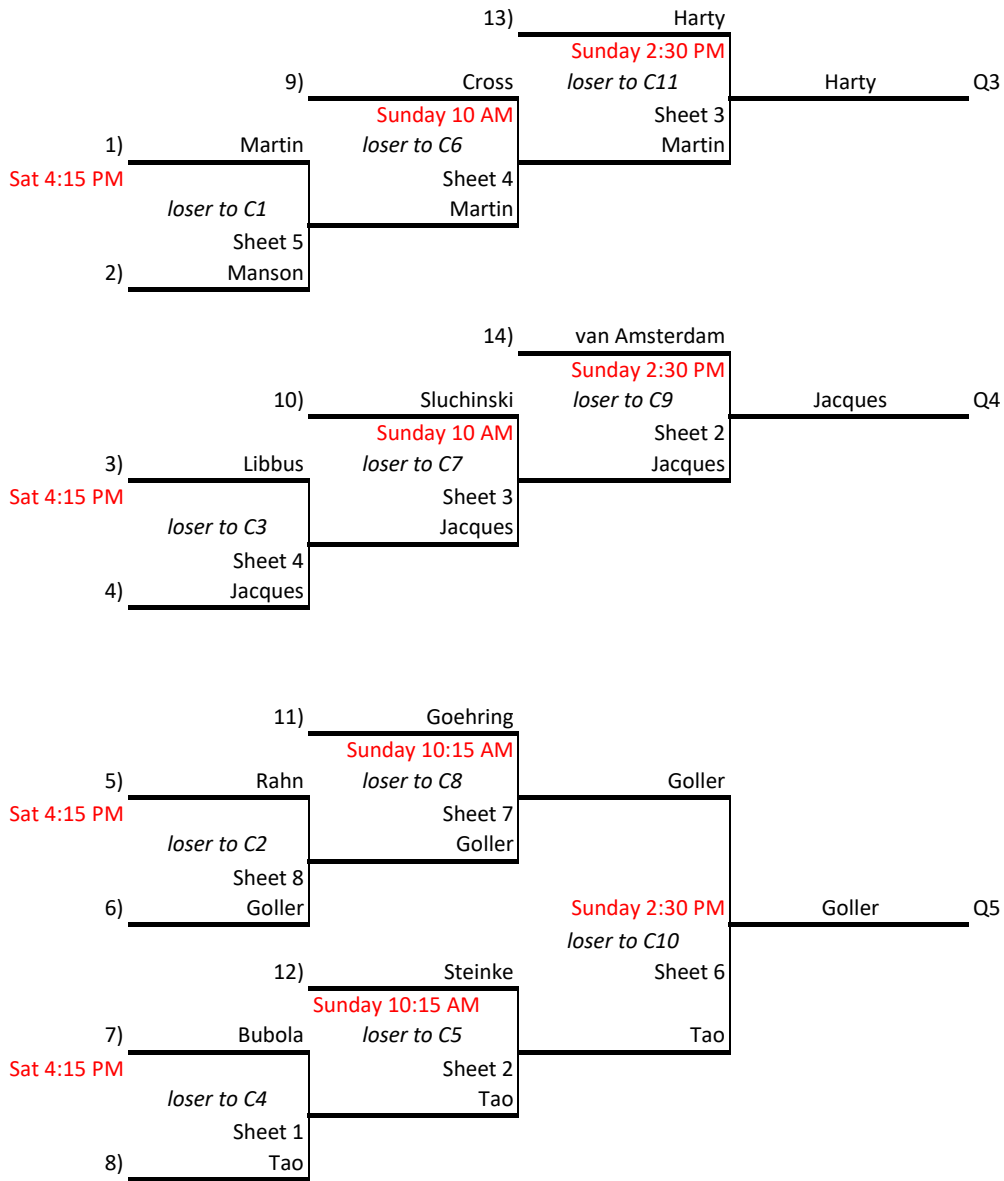 13) Harty
Sunday 2:30 PM
9) Cross loser to C11 Harty Q3
Sunday 10 AM Sheet 3
1) Martin loser to C6 Martin
Sat 4:15 PM Sheet 4
loser to C1 Martin
Sheet 5
2) Manson
14) van Amsterdam
Sunday 2:30 PM
10) Sluchinski loser to C9 Jacques Q4
Sunday 10 AM Sheet 2
3) Libbus loser to C7 Jacques
Sat 4:15 PM Sheet 3
loser to C3 Jacques
Sheet 4
4) Jacques
11) Goehring
Sunday 10:15 AM
5) Rahn loser to C8 Goller
Sat 4:15 PM Sheet 7
loser to C2 Goller
Sheet 8
6) Goller Sunday 2:30 PM Goller Q5
loser to C10
12) Steinke Sheet 6
Sunday 10:15 AM
7) Bubola loser to C5 Tao
Sat 4:15 PM Sheet 2
loser to C4 Tao
Sheet 1
8) Tao